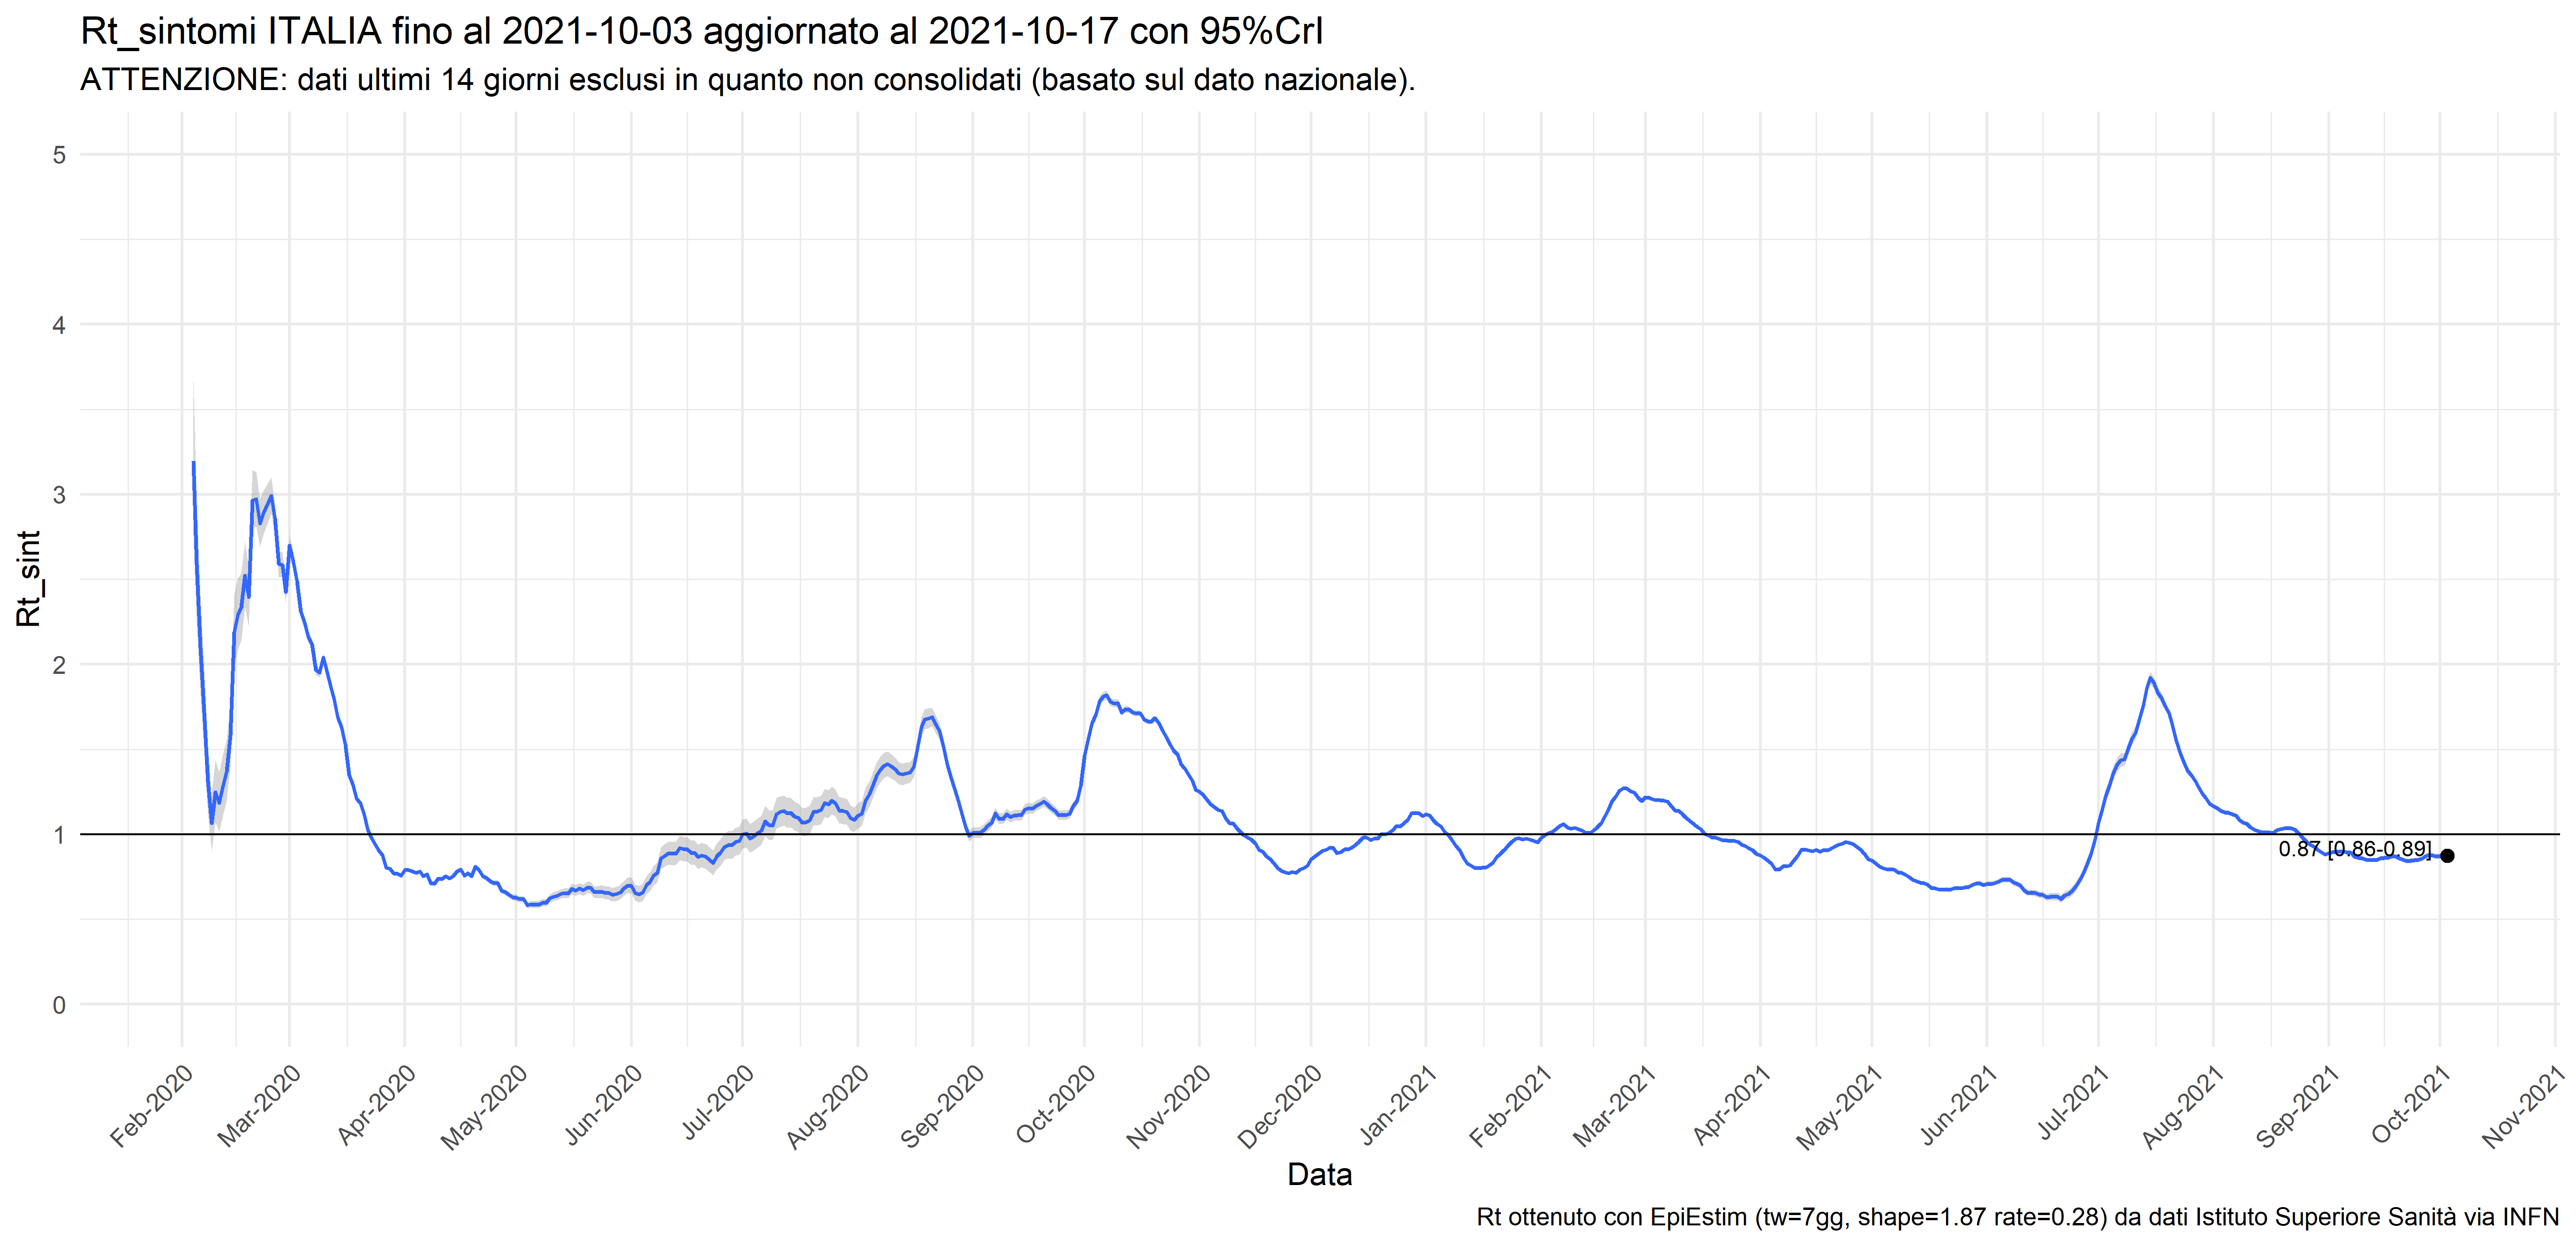 Rt_sintomi ITALIA fino al 2021-10-03 aggiornato al 2021-10-17 con 95%CrI
ATTENZIONE: dati ultimi 14 giorni esclusi in quanto non consolidati (basato sul dato nazionale).
5
4
3
2
1
0
Rt_sint
0.87 [0.86-0.89]
Feb-2020
Mar-2020
Apr-2020
May-2020
Jun-2020
Jul-2020
Aug-2020
Sep-2020
Oct-2020
Nov-2020
Dec-2020
Jan-2021
Feb-2021
Mar-2021
Apr-2021
May-2021
Jun-2021
Jul-2021
Aug-2021
Sep-2021
Oct-2021
Nov-2021
Data
Rt ottenuto con EpiEstim (tw=7gg, shape=1.87 rate=0.28) da dati Istituto Superiore Sanità via INFN